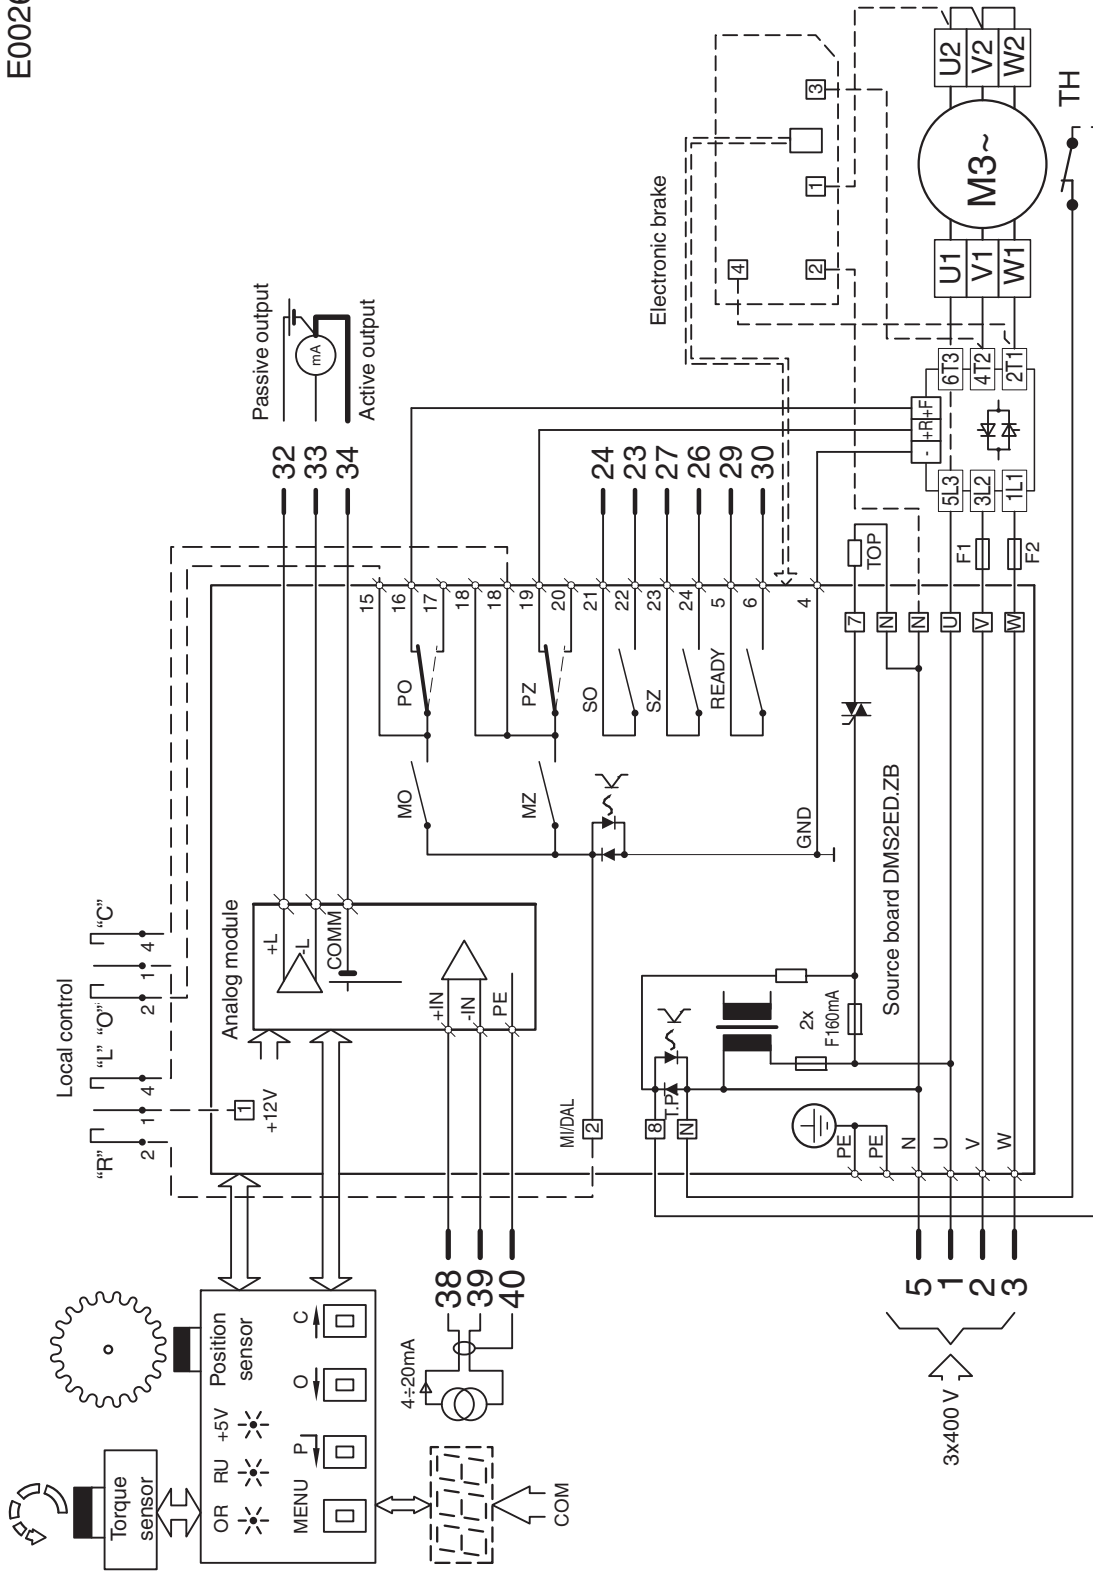 E0026
Torque
sensor
Position
sensor
OR
RU
+5V
MENU
P
O
C
COM
4÷20mA
38
39
40
3x400 V
5
1
2
3
Local control
"R"
"L"
"O"
"C"
2
1
4
2
1
4
1
+12V
Analog module
+L
-L
COMM
+IN
-IN
PE
32
33
34
Passive output
mA
Active output
MI/DAL
2
8
N
T.P
PE
PE
N
U
V
W
2x
F160mA
Source board DMS2ED.ZB
GND
MO
MZ
PO
PZ
SO
SZ
READY
15
16
17
18
18
19
20
21
22
23
24
5
6
4
24
23
27
26
29
30
7
N
N
U
V
W
TOP
F1
F2
-
+R
+F
5L3
3L2
1L1
6T3
4T2
2T1
Electronic brake
4
2
1
3
U1
V1
W1
M3~
U2
V2
W2
TH